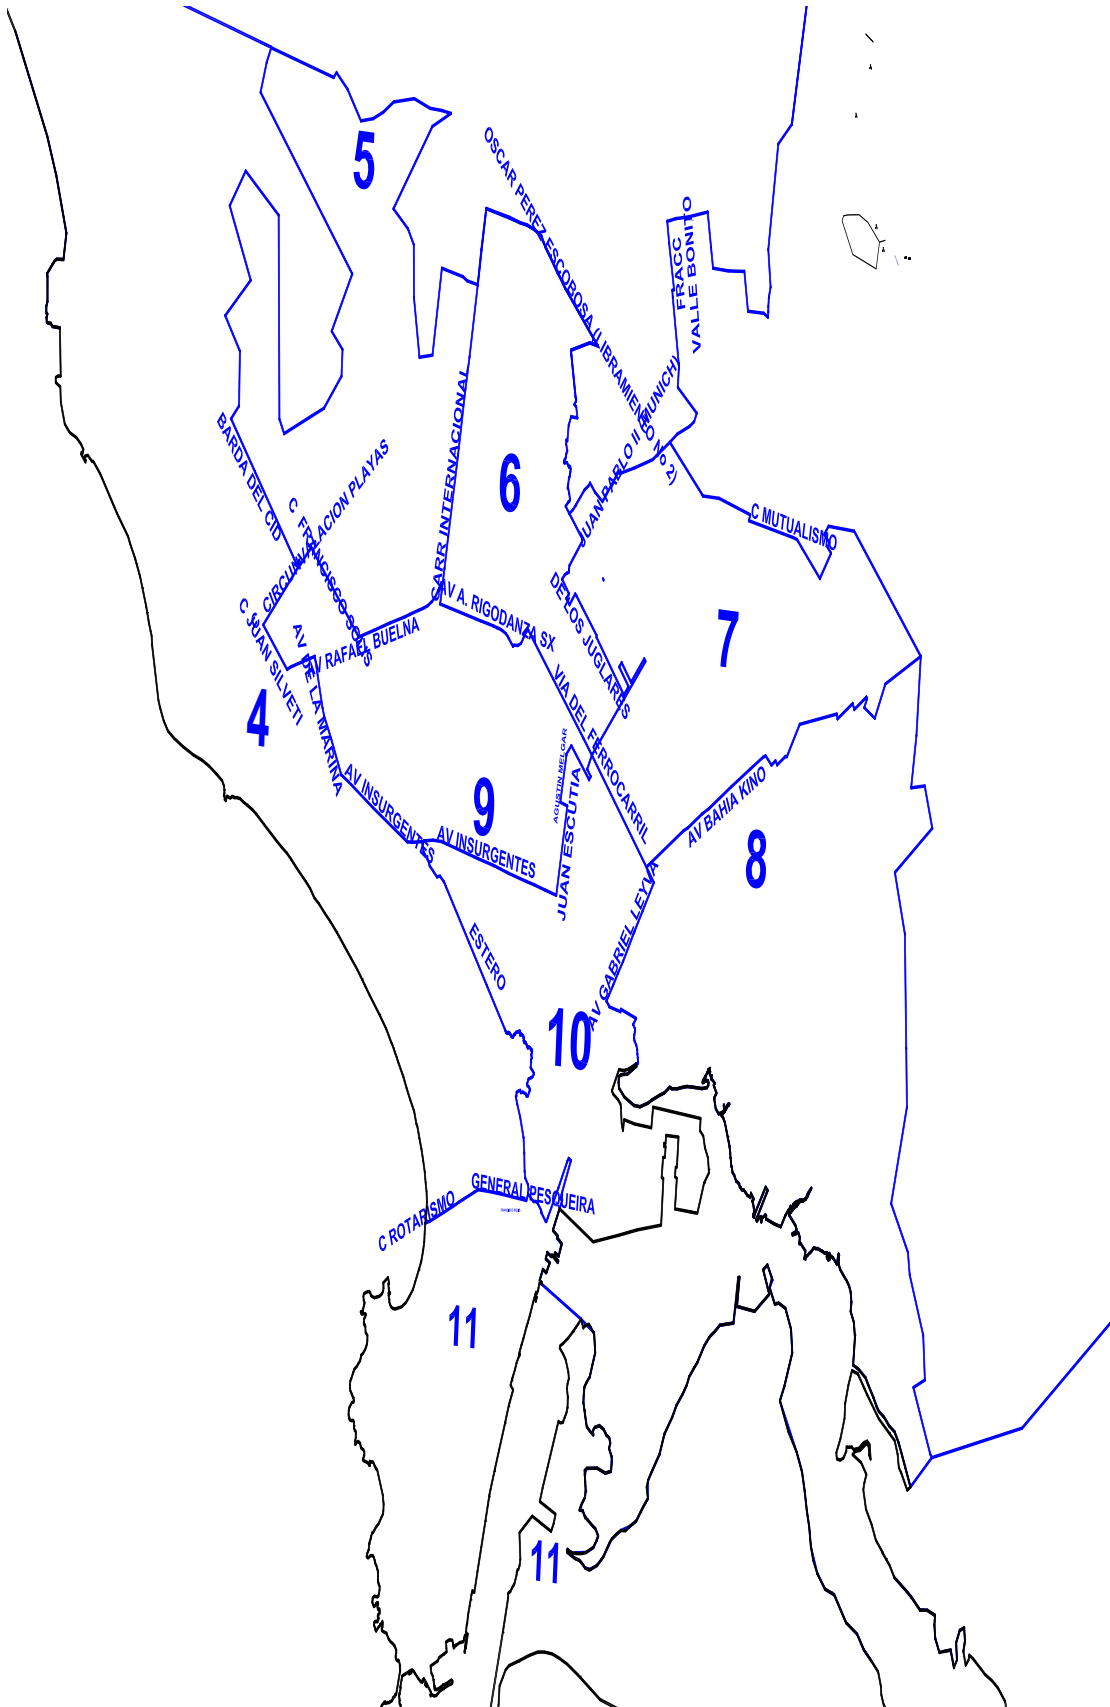 5
OSCAR PEREZ ESCOBOSA (LIBRAMIENTO No 2)
FRACC
VALLE BONITO
CARR INTERNACIONAL
JUAN PABLO II (MUNICH)
BARDA DEL CID
C CIRCUNVALACION PLAYAS
C FRANCISCO SOLIS
6
C MUTUALISMO
AV A. RIGODANZA SX
DE LOS JUGLARES
7
C JUAN SILVETI
AV RAFAEL BUELNA
AV DE LA MARINA
4
VIA DEL FERROCARRIL
AGUSTIN MELGAR
JUAN ESCUTIA
AV INSURGENTES
9
AV INSURGENTES
AV BAHIA KINO
8
AV GABRIEL LEYVA
ESTERO
10
GENERAL PESQUEIRA
C ROTARISMO
11
11